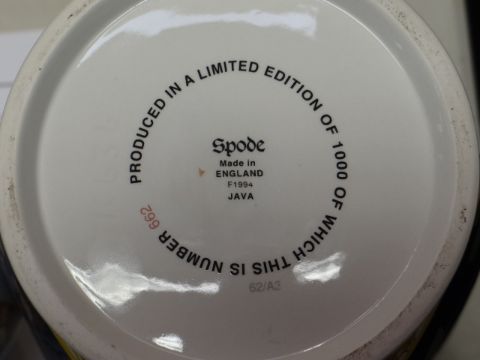 PRODUCED IN A LIMITED EDITION OF 1000 OF WHICH THIS IS NUMBER 662
Spode
Made in
ENGLAND
F1994
JAVA
62/A3